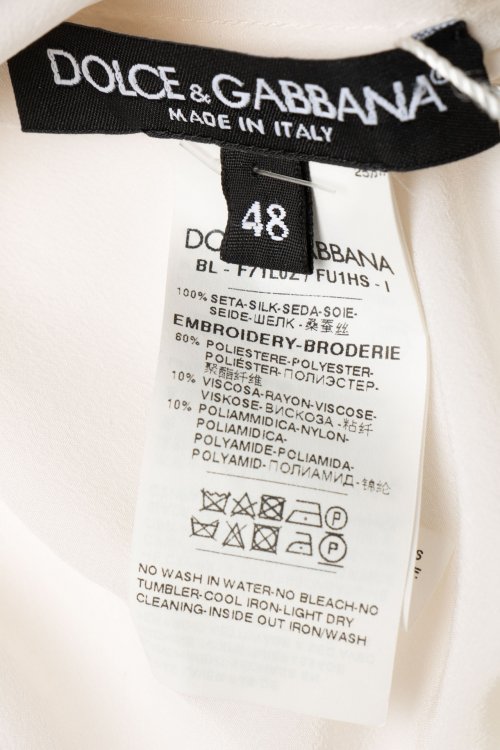 DOLCE & GABBANA®
MADE IN ITALY
48
GABBANA
BL - F71L0Z / FU1HS - I
100% SETA-SILK-SEDA-SOIE-
SEIDE-ШЕЛК - 桑蚕丝
EMBROIDERY-BRODERIE
80% POLIESTERE-POLYESTER-
POLIÉSTER-ПОЛИЭСТЕР-
聚酯纤维
10% VISCOSA-RAYON-VISCOSE-
VISKOSE-ВИСКОЗА -粘纤
10% POLIAMMIDICA-NYLON-
POLIAMIDICA-
POLYAMIDE-POLIAMIDA-
POLYAMID-ПОЛИАМИД-锦纶
P
P
NO WASH IN WATER-NO BLEACH-NO
TUMBLER-COOL IRON-LIGHT DRY
CLEANING-INSIDE OUT IRON/WASH